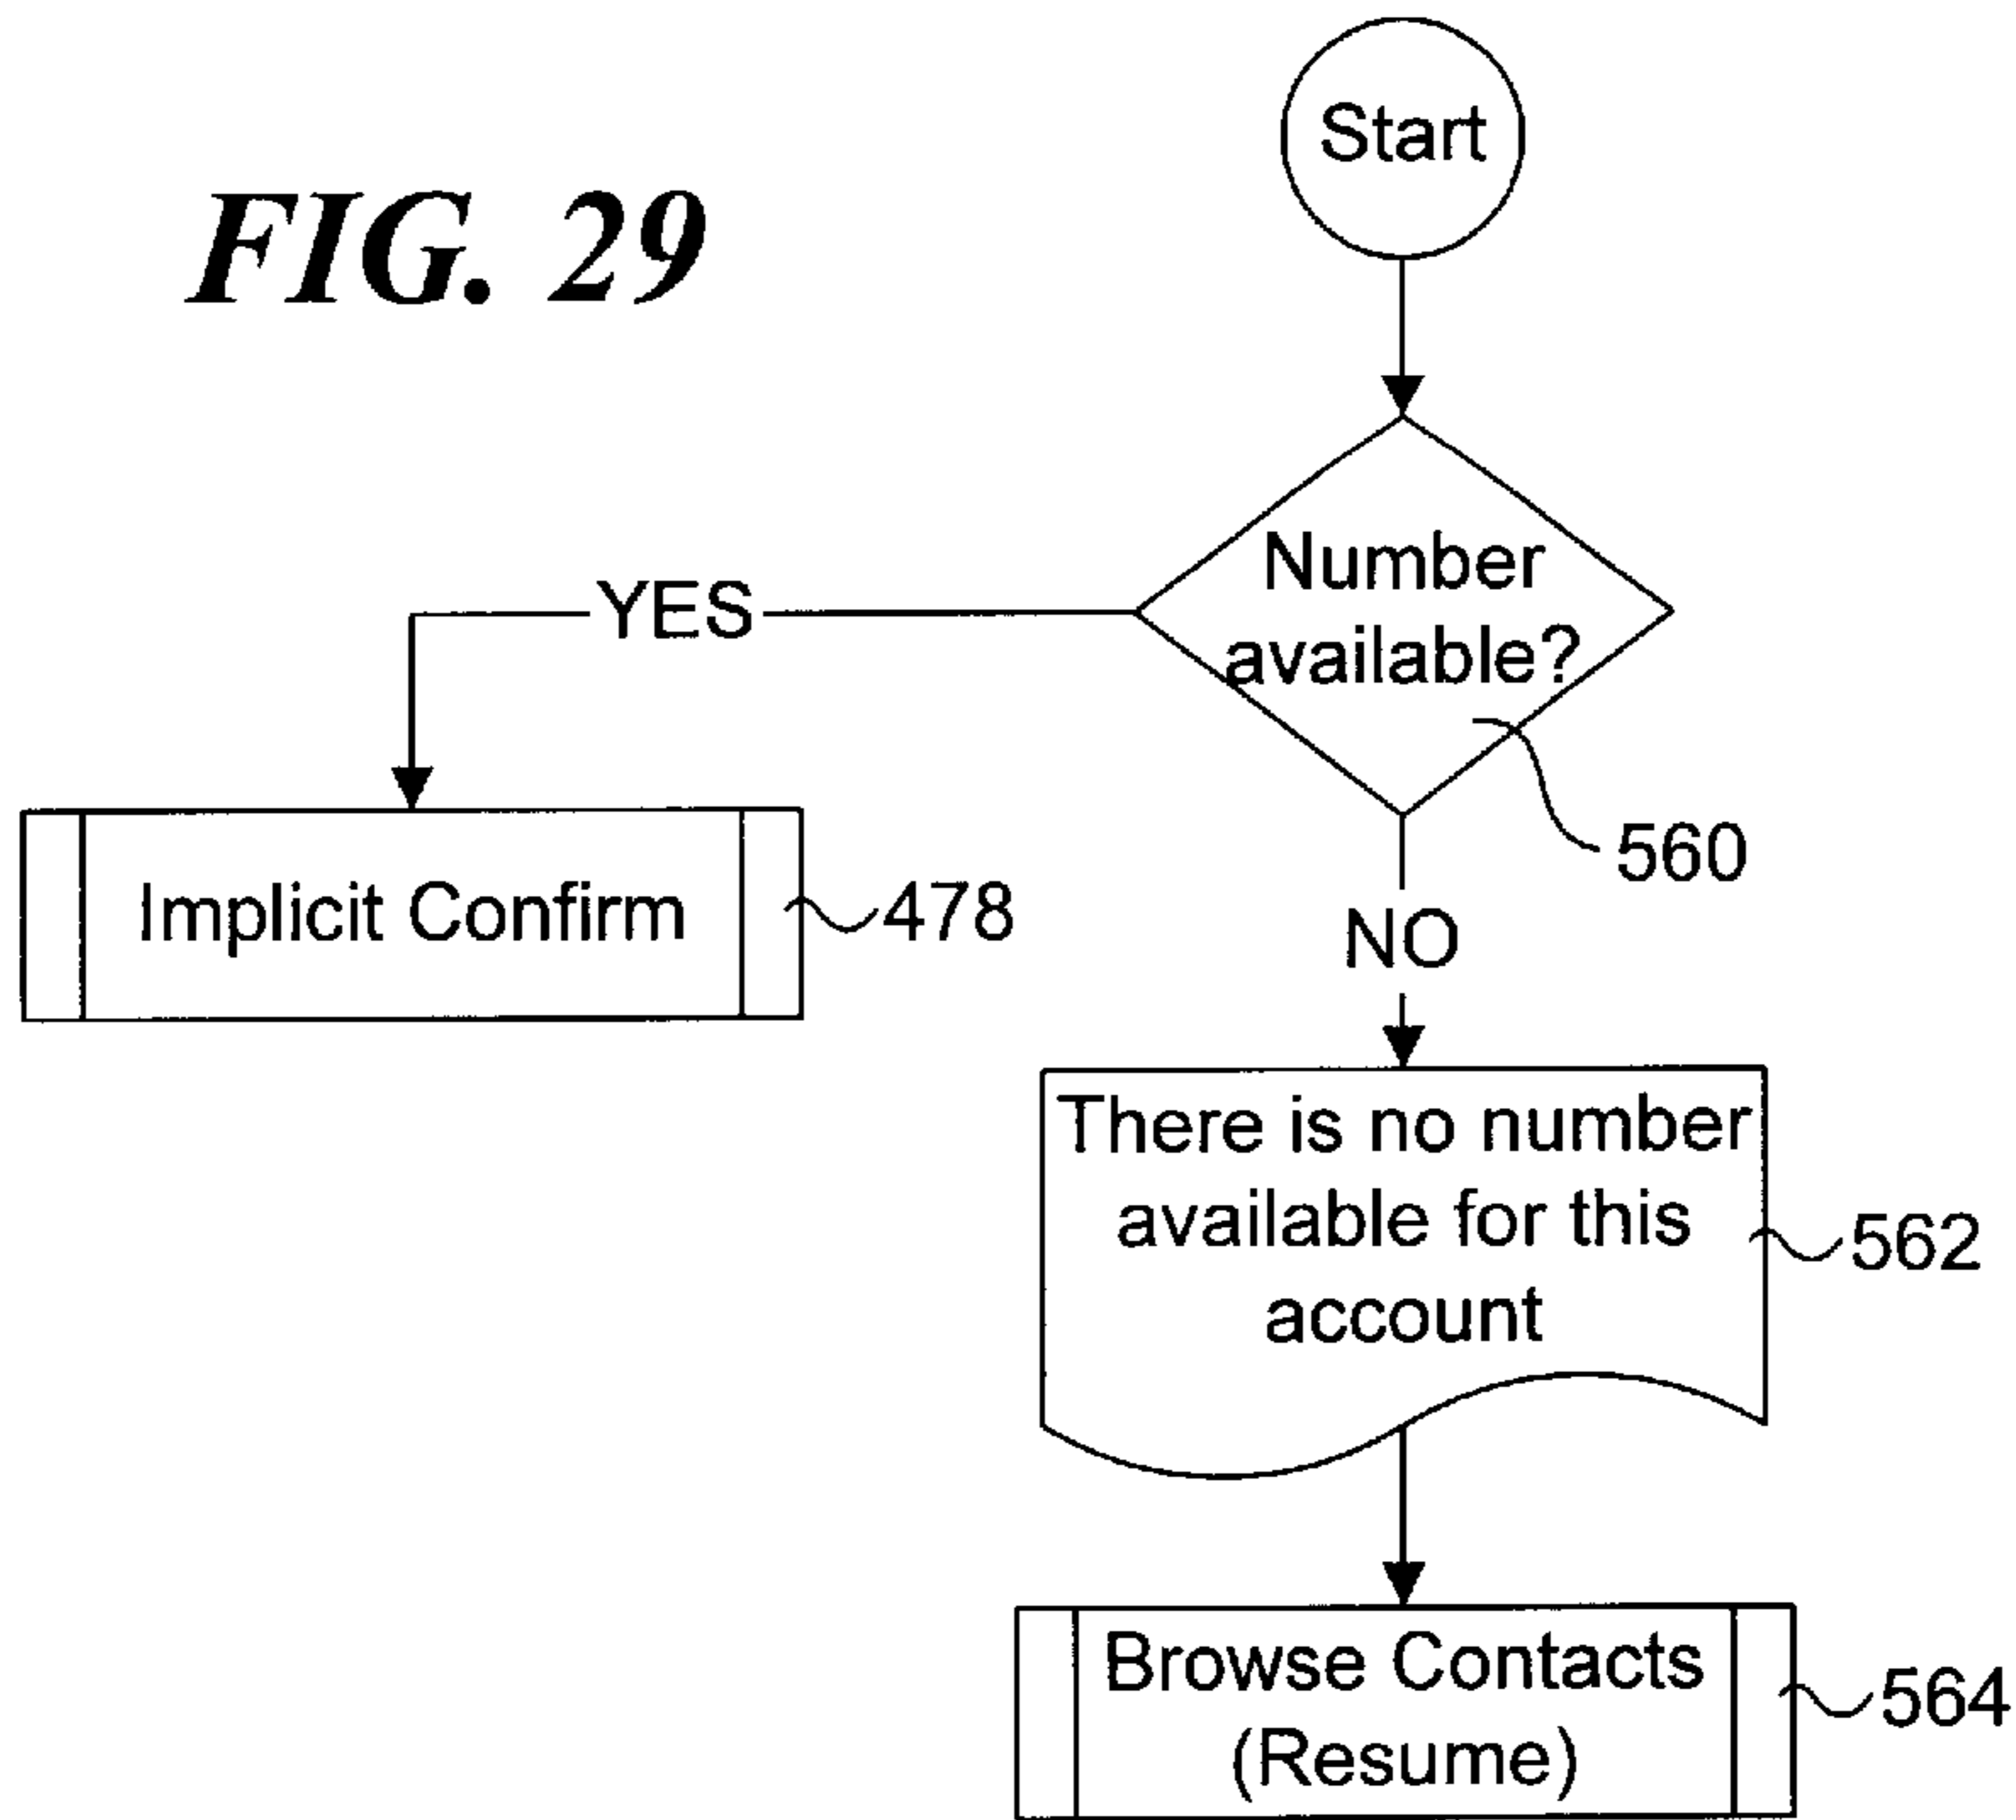 FIG. 29
Start
Number
available?
YES
560
Implicit Confirm
478
NO
There is no number
available for this
account
562
Browse Contacts
(Resume)
564